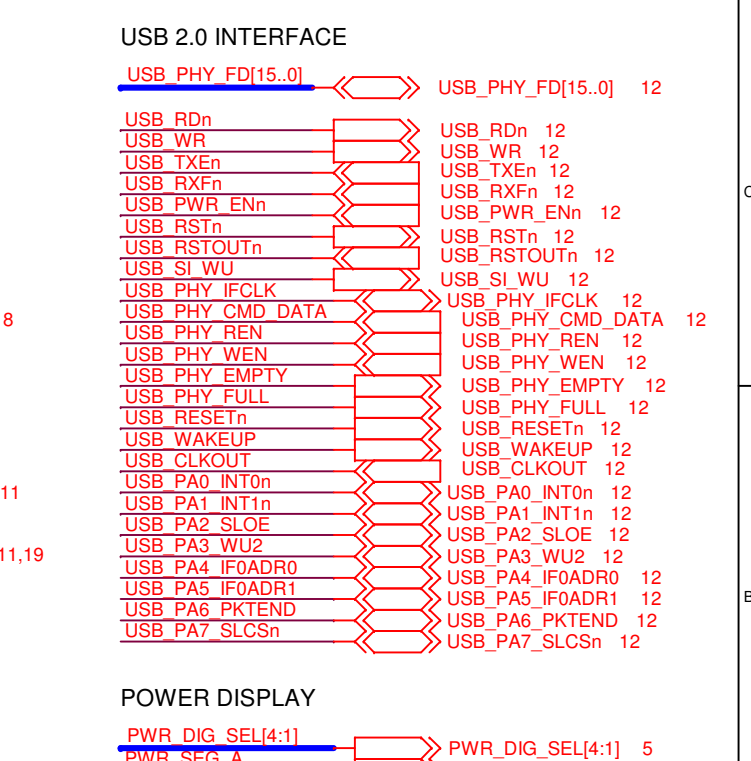 USB 2.0 INTERFACE
USB_PHY_FD[15..0] USB_PHY_FD[15..0] 12
USB_RDn USB_RDn 12
USB_WR USB_WR 12
USB_TXEn USB_TXEn 12
USB_RXFn USB_RXFn 12
USB_PWR_ENn USB_PWR_ENn 12
USB_RSTn USB_RSTn 12
USB_RSTOUTn USB_RSTOUTn 12
USB_SI_WU USB_SI_WU 12
USB_PHY_IFCLK USB_PHY_IFCLK 12
8 USB_PHY_CMD_DATA USB_PHY_CMD_DATA 12
USB_PHY_REN USB_PHY_REN 12
USB_PHY_WEN USB_PHY_WEN 12
USB_PHY_EMPTY USB_PHY_EMPTY 12
USB_PHY_FULL USB_PHY_FULL 12
USB_RESETn USB_RESETn 12
USB_WAKEUP USB_WAKEUP 12
USB_CLKOUT USB_CLKOUT 12
11 USB_PA0_INT0n USB_PA0_INT0n 12
USB_PA1_INT1n USB_PA1_INT1n 12
USB_PA2_SLOE USB_PA2_SLOE 12
11,19 USB_PA3_WU2 USB_PA3_WU2 12
USB_PA4_IF0ADR0 USB_PA4_IF0ADR0 12
USB_PA5_IF0ADR1 USB_PA5_IF0ADR1 12 B
USB_PA6_PKTEND USB_PA6_PKTEND 12
USB_PA7_SLCSn USB_PA7_SLCSn 12
POWER DISPLAY
PWR_DIG_SEL[4:1] PWR_DIG_SEL[4:1] 5
PWR_SEG_A